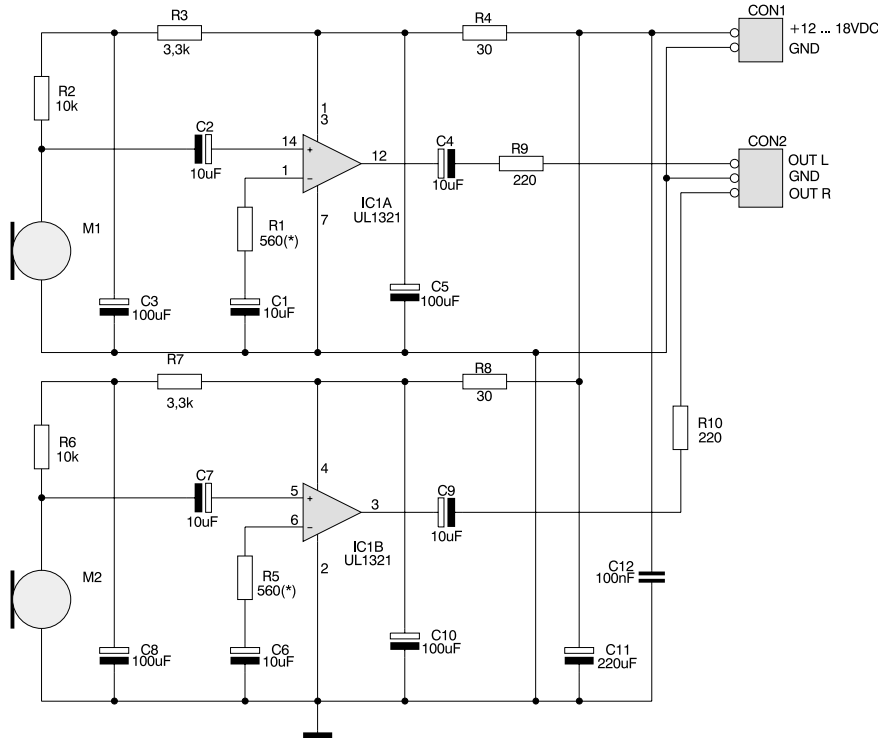 CON1
R3
R4
+12 ... 18VDC
3,3k
30
GND
R2
10k
1
3
C2
C4
CON2
14
+
R9
OUT L
12
10uF
1
−
10uF
220
GND
IC1A
UL1321
OUT R
M1
R1
560(*)
7
C3
100uF
C1
10uF
C5
100uF
R7
R8
3,3k
30
R10
220
R6
10k
4
C7
C9
5
+
3
10uF
6
−
10uF
IC1B
UL1321
C12
100nF
M2
R5
560(*)
2
C8
100uF
C6
10uF
C10
100uF
C11
220uF